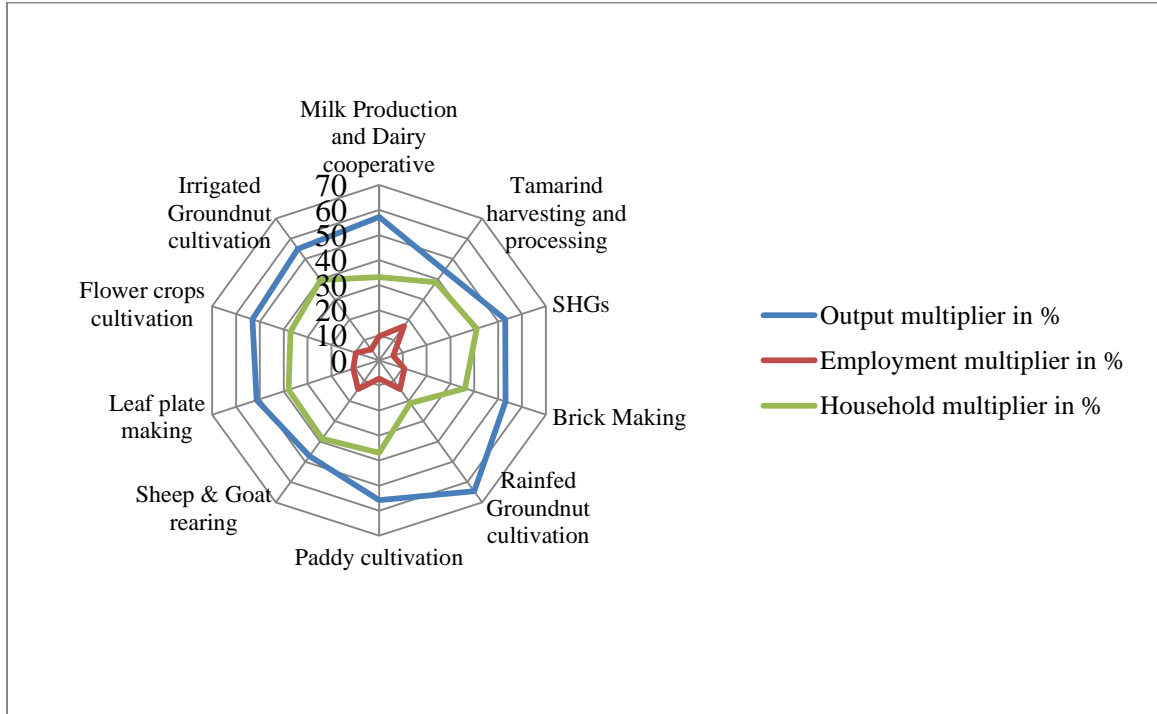 Milk Production
and Dairy
cooperative
Tamarind
harvesting and
processing
SHGs
Brick Making
Rainfed
Groundnut
cultivation
Paddy cultivation
Sheep & Goat
rearing
Leaf plate
making
Flower crops
cultivation
Irrigated
Groundnut
cultivation
70
60
50
40
30
20
10
0
Output multiplier in %
Employment multiplier in %
Household multiplier in %